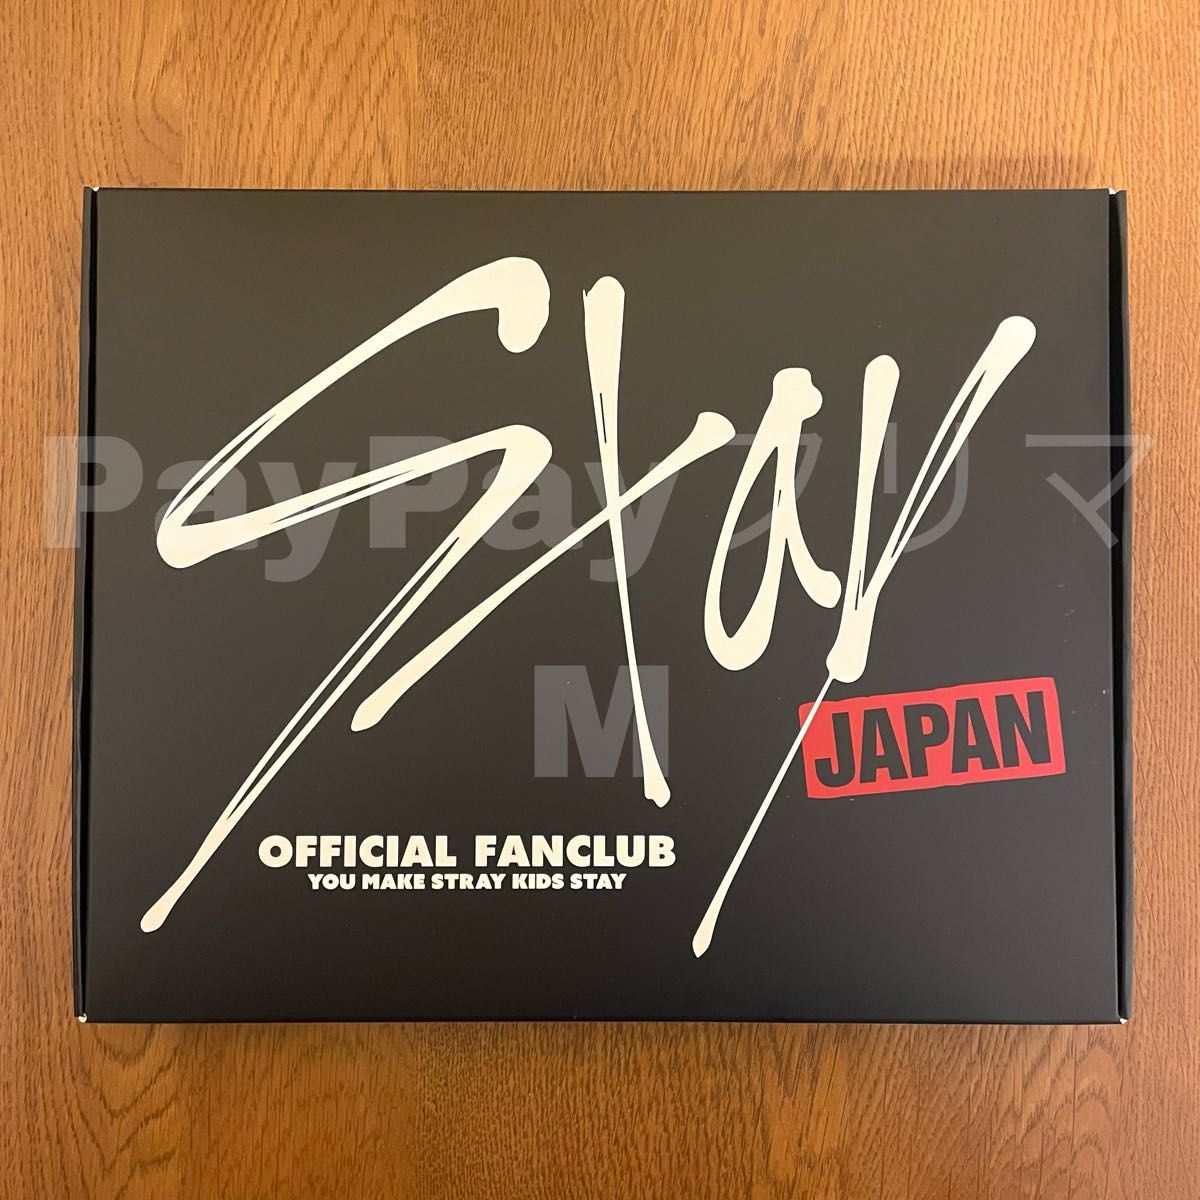 Stay
PayPayフリマ
M
JAPAN
OFFICIAL FANCLUB
YOU MAKE STRAY KIDS STAY